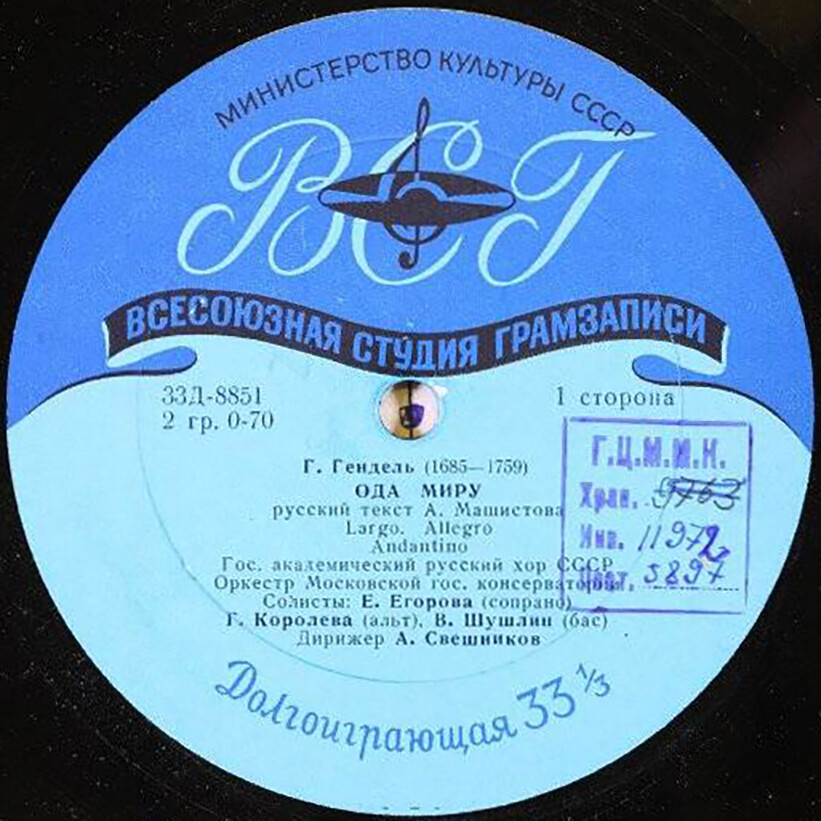 МИНИСТЕРСТВО КУЛЬТУРЫ СССР
ВСГ
ВСЕСОЮЗНАЯ СТУДИЯ ГРАМЗАПИСИ
33Д-8851
2 гр. 0-70
1 сторона
Г. Гендель (1685—1759)
ОДА МИРУ
русский текст А. Машистова
Largo. Allegro
Andantino
Гос. академический русский хор СССР
Оркестр Московской гос. консерватории
Солисты: Е. Егорова (сопрано)
Г. Королева (альт), В. Шушлин (бас)
Дирижер А. Свешников
Г.Ц.М.М.К.
Хран. 9763
Инв. 11972
5897
Долгоиграющая 33 1/3